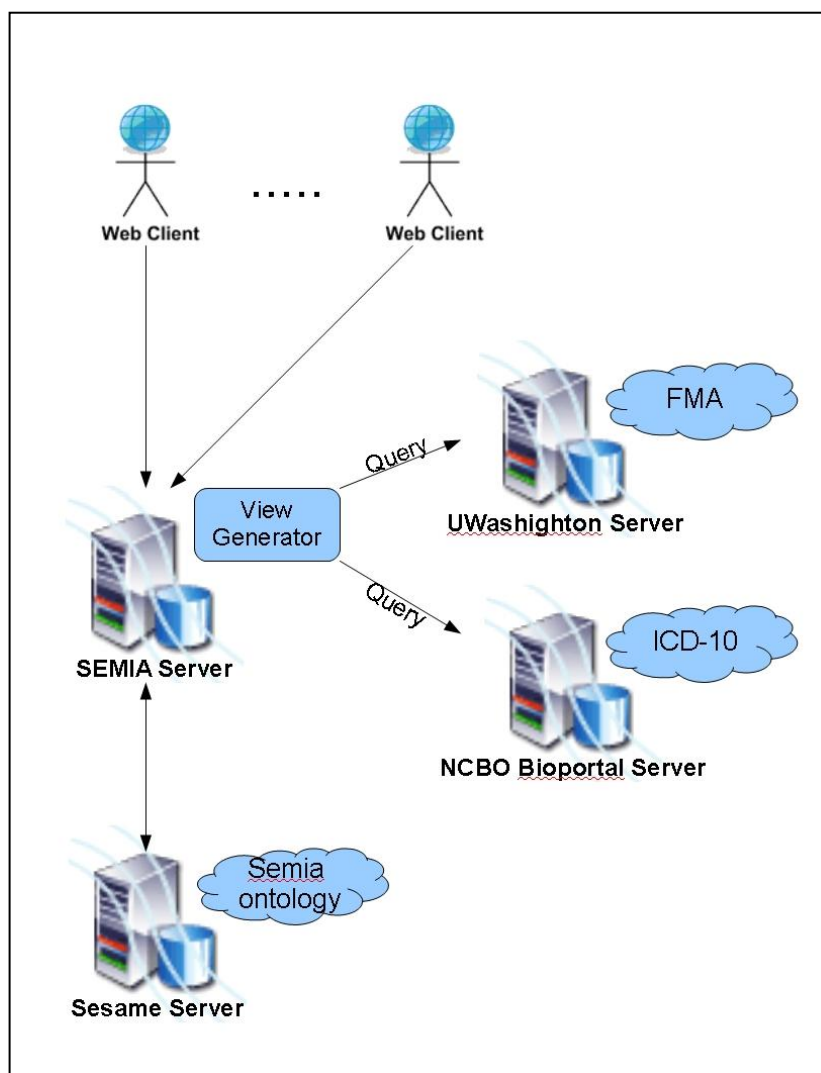 Web Client
.....
Web Client
FMA
Query
UWashighton Server
View
Generator
Query
ICD-10
SEMIA Server
NCBO Bioportal Server
Semia
ontology
Sesame Server